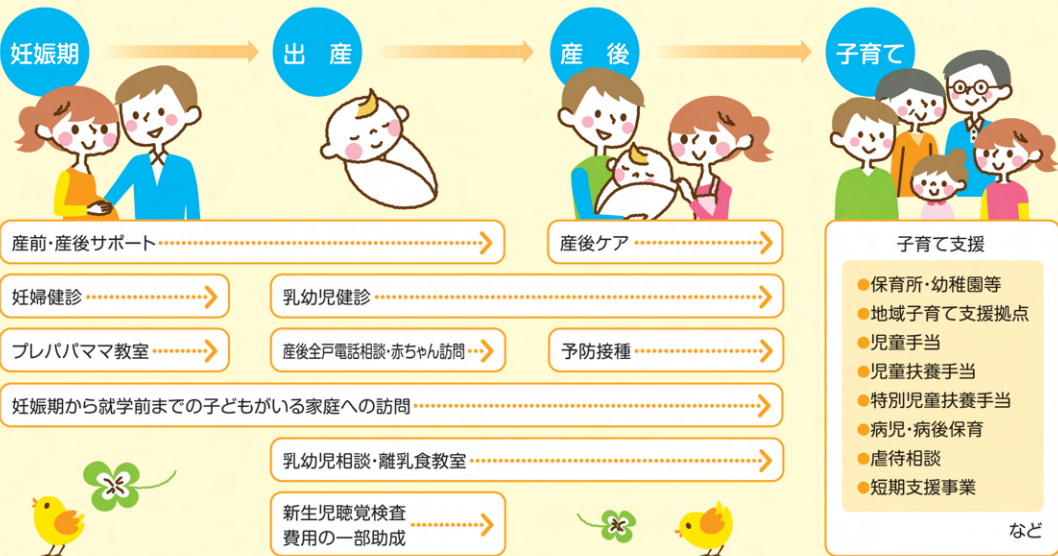 妊娠期
出産
産後
子育て
産前・産後サポート
産後ケア
妊婦健診
乳幼児健診
プレパパママ教室
産後全戸電話相談・赤ちゃん訪問
予防接種
妊娠期から就学前までの子どもがいる家庭への訪問
乳幼児相談・離乳食教室
新生児聴覚検査
費用の一部助成
子育て支援
●保育所・幼稚園等
●地域子育て支援拠点
●児童手当
●児童扶養手当
●特別児童扶養手当
●病児・病後保育
●虐待相談
●短期支援事業
など